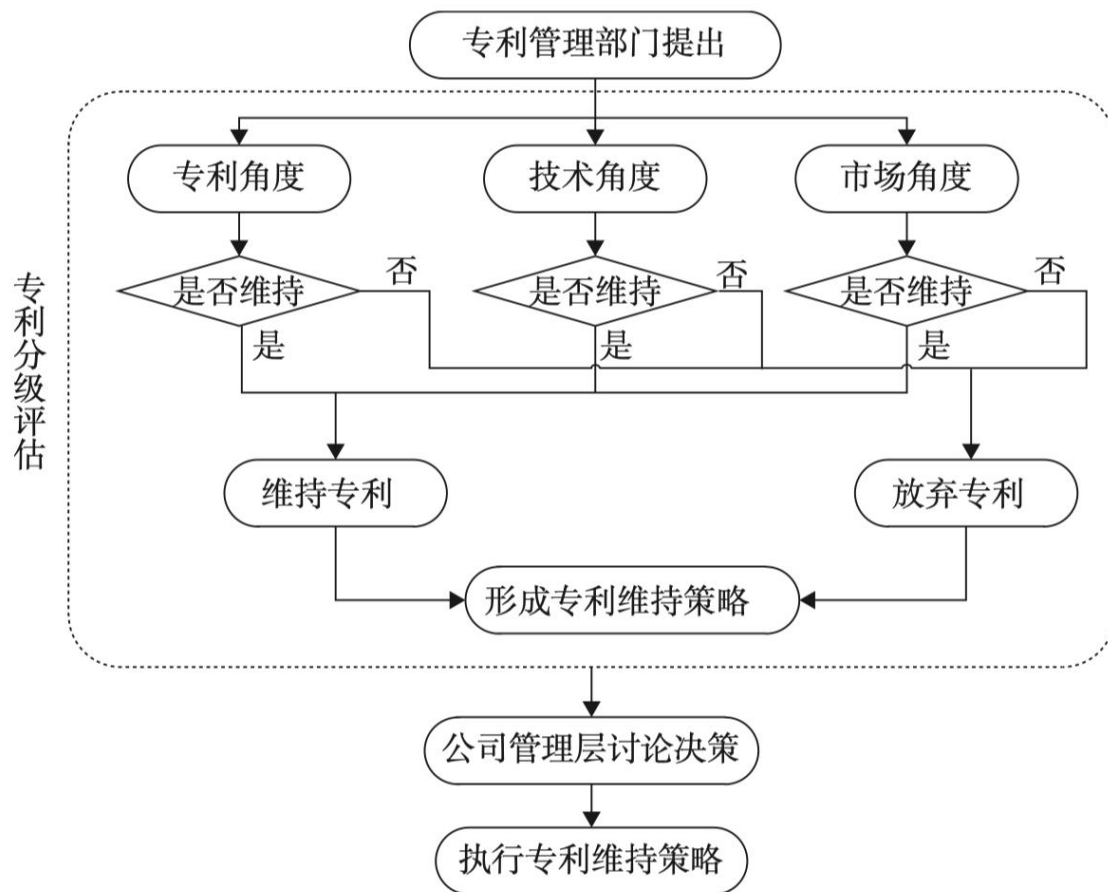 专利管理部门提出
专利角度
技术角度
市场角度
是否维持
否
是否维持
否
是否维持
否
是
是
是
专利分级评估
维持专利
放弃专利
形成专利维持策略
公司管理层讨论决策
执行专利维持策略